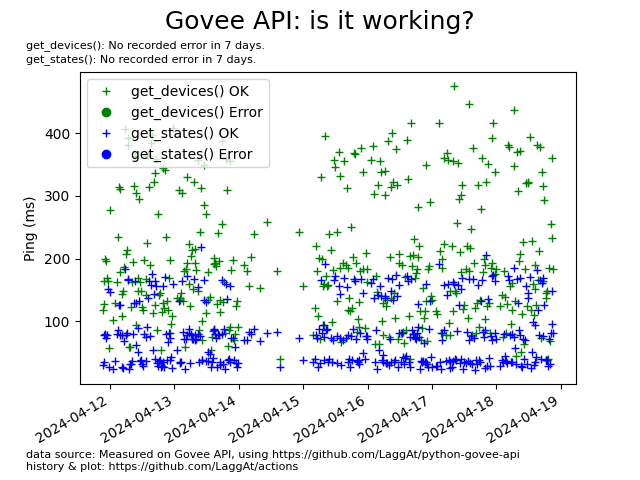 Govee API: is it working?
get_devices(): No recorded error in 7 days.
get_states(): No recorded error in 7 days.
get_devices() OK
get_devices() Error
get_states() OK
get_states() Error
Ping (ms)
400
300
200
100
2024-04-12
2024-04-13
2024-04-14
2024-04-15
2024-04-16
2024-04-17
2024-04-18
2024-04-19
data source: Measured on Govee API, using https://github.com/LaggAt/python-govee-api
history & plot: https://github.com/LaggAt/actions